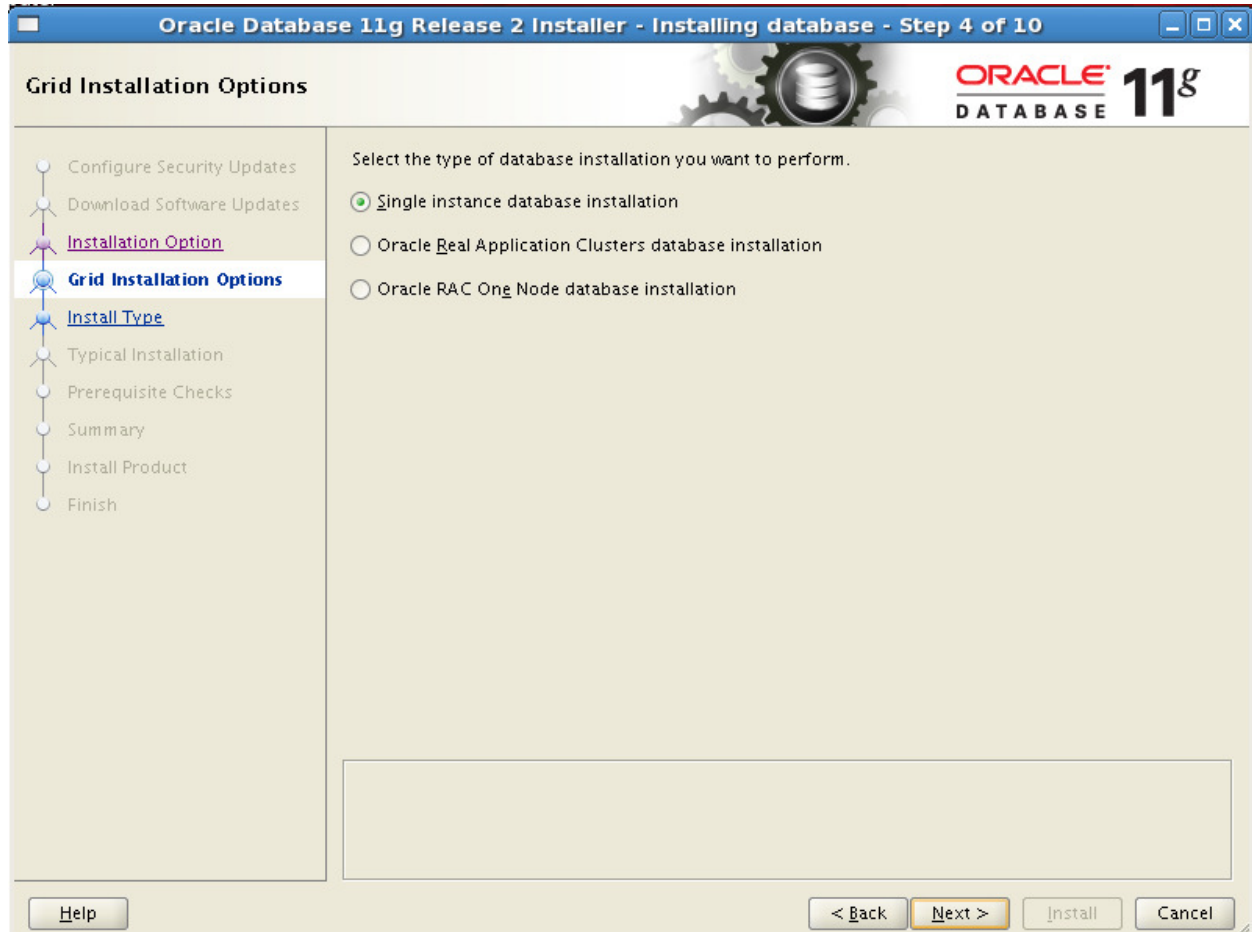 Oracle Database 11g Release 2 Installer - Installing database - Step 4 of 10
Grid Installation Options
ORACLE
DATABASE
11g
Configure Security Updates
Download Software Updates
Installation Option
Grid Installation Options
Install Type
Typical Installation
Prerequisite Checks
Summary
Install Product
Finish
Select the type of database installation you want to perform.
Single instance database installation
Oracle Real Application Clusters database installation
Oracle RAC One Node database installation
Help
< Back
Next >
Install
Cancel